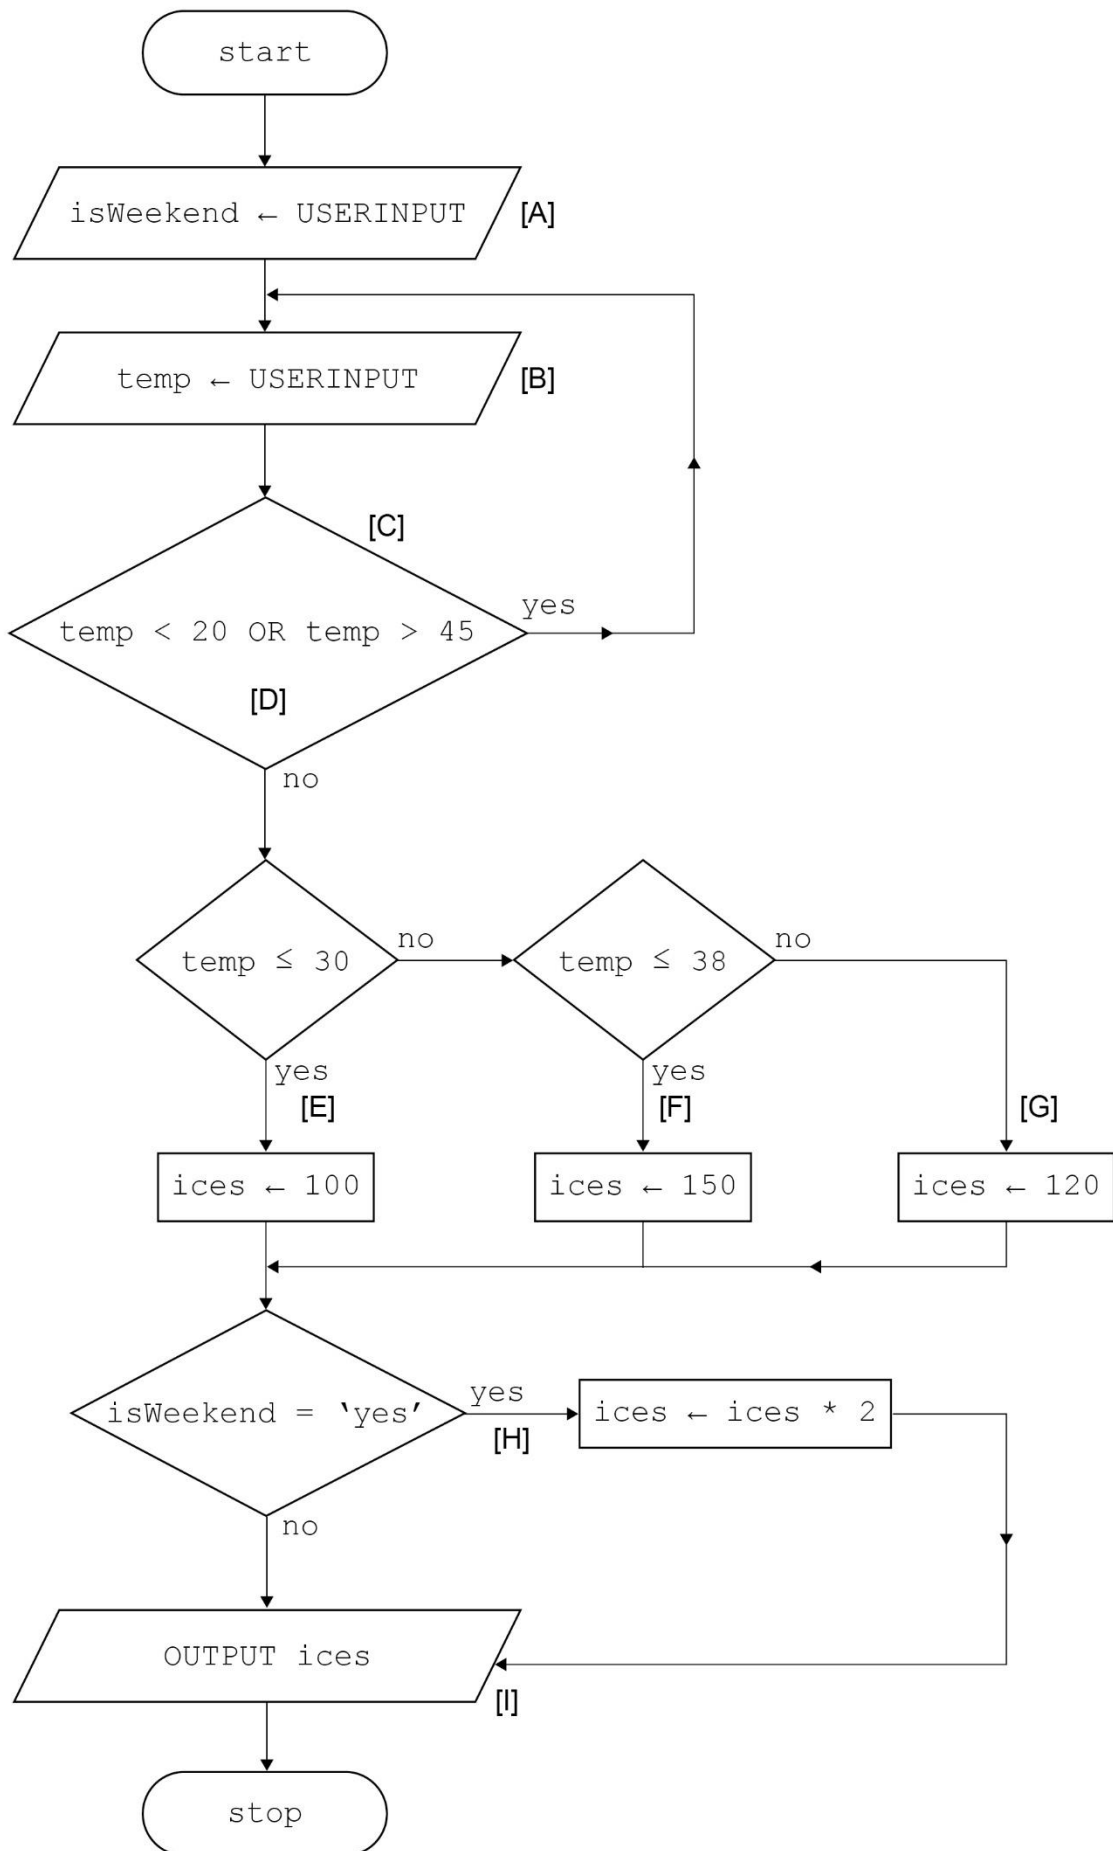 start
isWeekend ← USERINPUT
[A]
temp ← USERINPUT
[B]
[C]
temp < 20 OR temp > 45
yes
[D]
no
temp ≤ 30
no
temp ≤ 38
no
yes
[E]
yes
[F]
[G]
ices ← 100
ices ← 150
ices ← 120
isWeekend = ‘yes’
yes
[H]
ices ← ices * 2
no
OUTPUT ices
[I]
stop